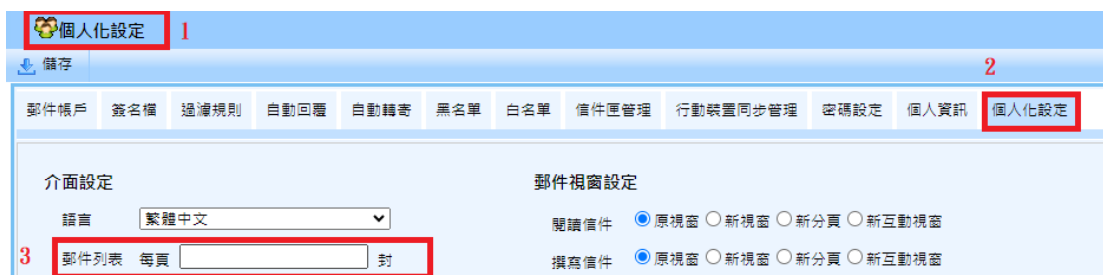 個人化設定 1
儲存 2
郵件帳戶 簽名檔 過濾規則 自動回覆 自動轉寄 黑名單 白名單 信件匣管理 行動裝置同步管理 密碼設定 個人資訊 個人化設定
介面設定 郵件視窗設定
語言 繁體中文 閱讀信件 原視窗 新視窗 新分頁 新互動視窗
3 郵件列表 每頁 封 撰寫信件 原視窗 新視窗 新分頁 新互動視窗